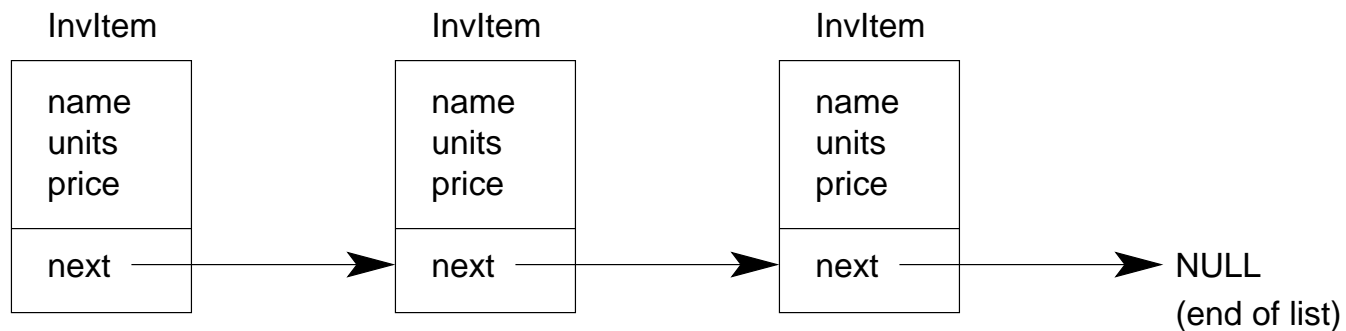 InvItem
name
units
price
next
InvItem
name
units
price
next
InvItem
name
units
price
next
NULL
(end of list)